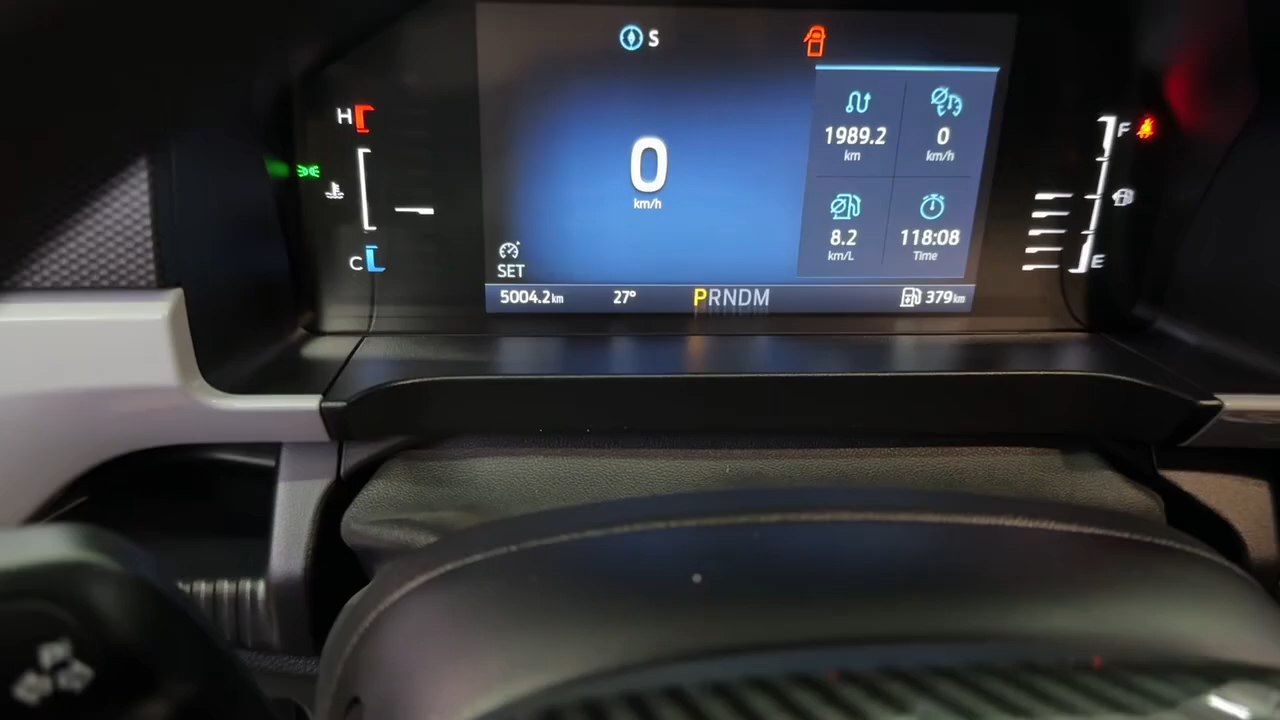 S
H
F
1989.2
km
0
km/h
0
km/h
8.2
km/L
118:08
Time
C
E
SET
5004.2km
27°
PRNDM
379km